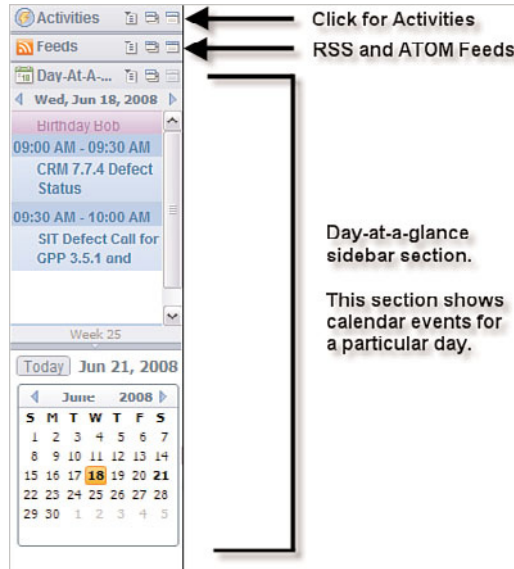 Activities
Click for Activities
Feeds
RSS and ATOM Feeds
18
Day-At-A-...
Wed, Jun 18, 2008
Birthday Bob
09:00 AM - 09:30 AM
CRM 7.7.4 Defect
Status
09:30 AM - 10:00 AM
SIT Defect Call for
GPP 3.5.1 and
Week 25
Day-at-a-glance
sidebar section.
This section shows
calendar events for
a particular day.
Today Jun 21, 2008
June 2008
S M T W T F S
1 2 3 4 5 6 7
8 9 10 11 12 13 14
15 16 17 18 19 20 21
22 23 24 25 26 27 28
29 30 1 2 3 4 5